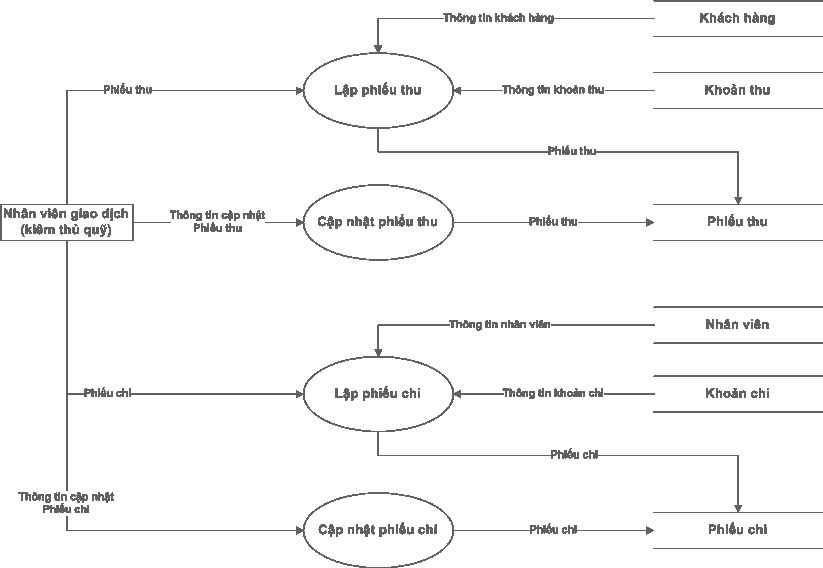 Thông tin khách hàng
Khách hàng
Phiếu thu
Lập phiếu thu
Thông tin khoản thu
Khoản thu
Phiếu thu
Nhân viên giao dịch
(kiêm thủ quỹ)
Thông tin cập nhật
Phiếu thu
Cập nhật phiếu thu
Phiếu thu
Phiếu thu
Thông tin nhân viên
Nhân viên
Phiếu chi
Lập phiếu chi
Thông tin khoản chi
Khoản chi
Phiếu chi
Thông tin cập nhật
Phiếu chi
Cập nhật phiếu chi
Phiếu chi
Phiếu chi